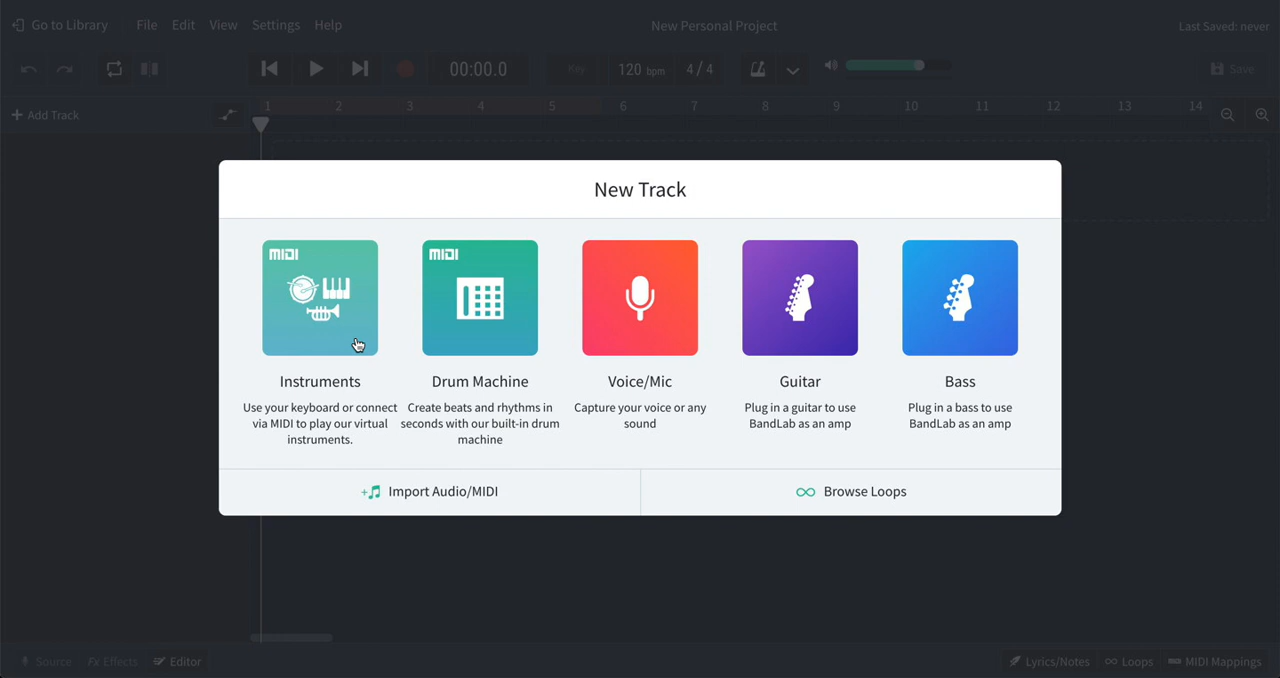 Go to Library File Edit View Settings Help New Personal Project Last Saved: never
00:00.0 Key 120 bpm 4 / 4 Save
+ Add Track 1 2 3 4 5 6 7 8 9 10 11 12 13 14
New Track
MIDI MIDI
Instruments Drum Machine Voice/Mic Guitar Bass
Use your keyboard or connect Create beats and rhythms in Capture your voice or any Plug in a guitar to use Plug in a bass to use
via MIDI to play our virtual seconds with our built-in drum sound BandLab as an amp BandLab as an amp
instruments. machine
Import Audio/MIDI Browse Loops
Source Fx Effects Editor Lyrics/Notes Loops MIDI Mappings